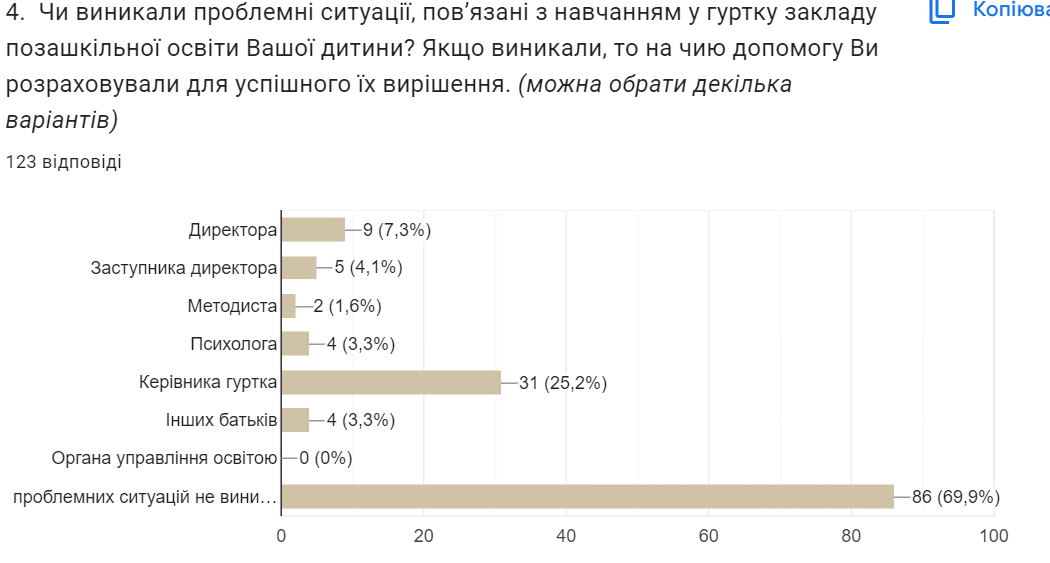 4. Чи виникали проблемні ситуації, пов’язані з навчанням у гуртку закладу
позашкільної освіти Вашої дитини? Якщо виникали, то на чию допомогу Ви
розраховували для успішного їх вирішення. (можна обрати декілька
варіантів)
Копіюва
123 відповіді
Директора 9 (7,3%)
Заступника директора 5 (4,1%)
Методиста 2 (1,6%)
Психолога 4 (3,3%)
Керівника гуртка 31 (25,2%)
Інших батьків 4 (3,3%)
Органа управління освітою 0 (0%)
проблемних ситуацій не вини… 86 (69,9%)
0 20 40 60 80 100